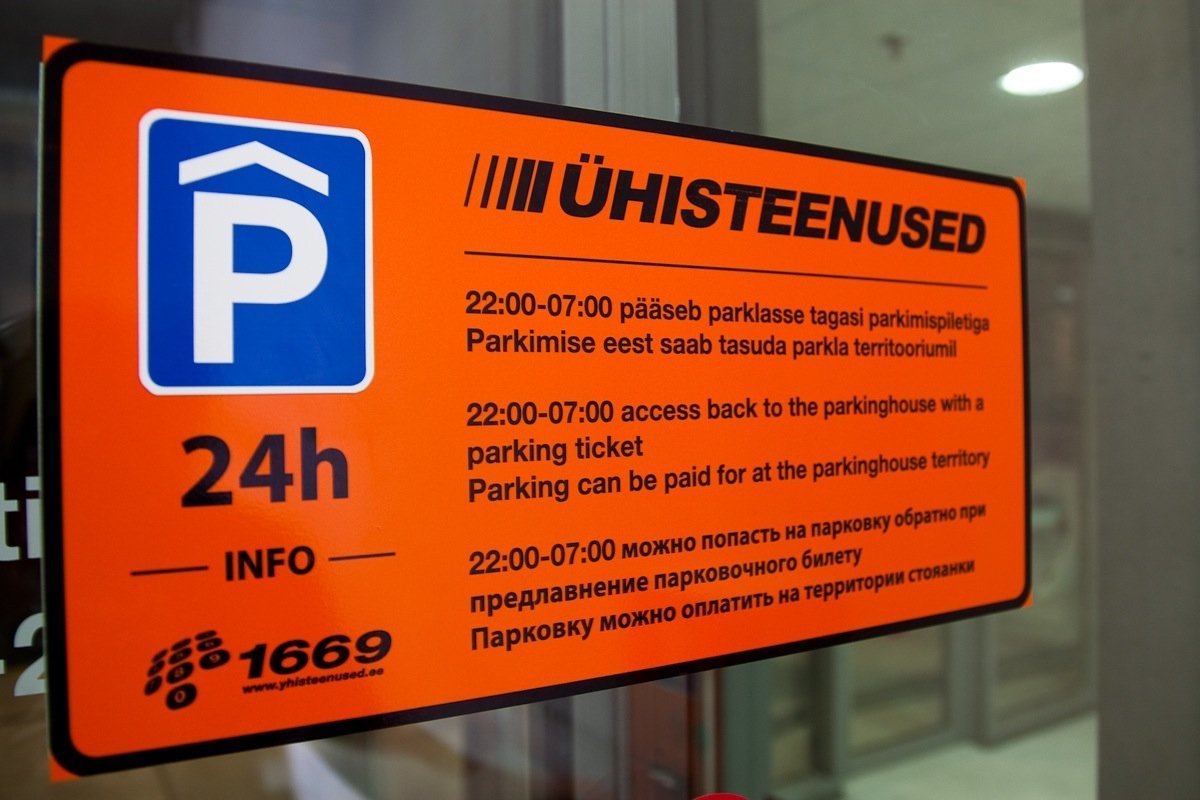 P
24h
INFO
1669
www.yhisteenused.ee
ÜHISTEENUSED
22:00-07:00 pääseb parklasse tagasi parkimispiletiga
Parkimise eest saab tasuda parkla territooriumil
22:00-07:00 access back to the parkinghouse with a
parking ticket
Parking can be paid for at the parkinghouse territory
22:00-07:00 можно попасть на парковку обратно при
предлавнение парковочного билету
Парковку можно оплатить на территории стоянки